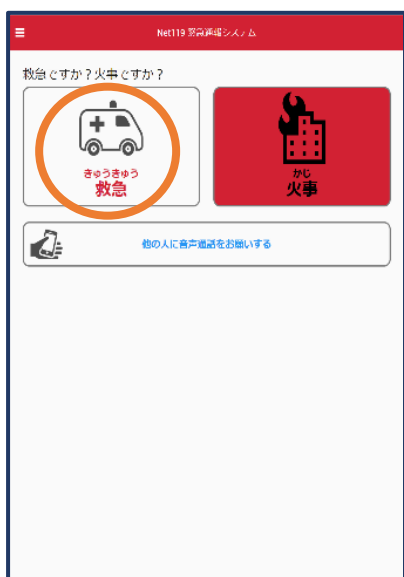 Net119 緊急通報システム
救急ですか？火事ですか？
きゅうきゅう
救急
かじ
火事
他の人に音声通話をお願いする